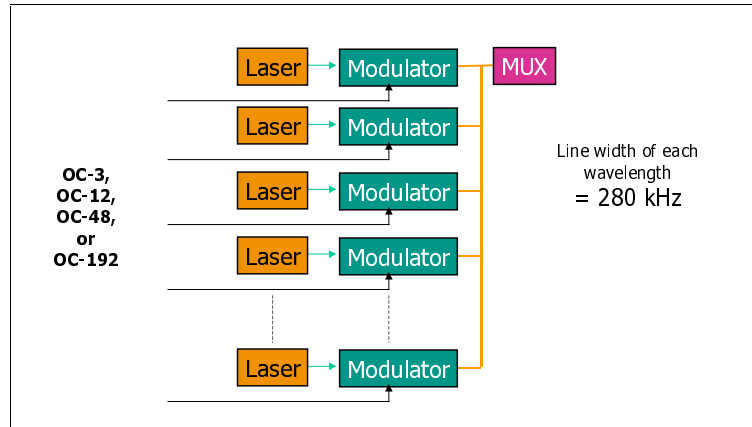 Laser
Modulator
MUX
Laser
Modulator
Line width of each
wavelength
= 280 kHz
OC-3,
OC-12,
OC-48,
or
OC-192
Laser
Modulator
Laser
Modulator
Laser
Modulator